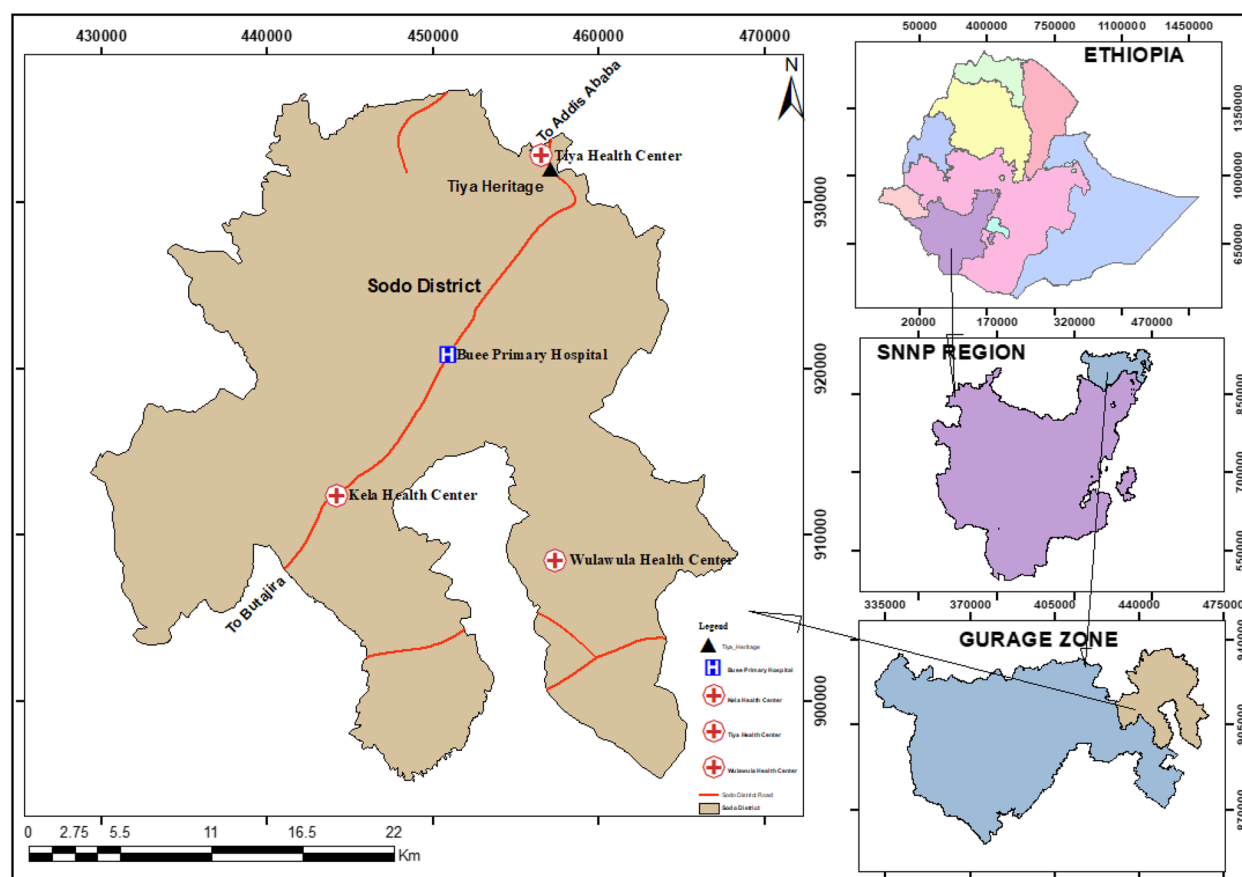 430000 440000 450000 460000 470000
N
To Addis Ababa
Tiya Health Center
Tiya Heritage
930000
Sodo District
Buee Primary Hospital
920000
Kela Health Center
910000
Wulawula Health Center
To Butajira
900000
Legend
Tiya_Heritage
Buee Primary Hospital
Kela Health Center
Tiya Health Center
Wulawula Health Center
Sodo District Road
Sodo District
0 2.75 5.5 11 16.5 22
Km
50000 400000 750000 1100000 1450000
ETHIOPIA
1350000
1000000
650000
20000 170000 320000 470000
SNNP REGION
850000
700000
550000
335000 370000 405000 440000 475000
GURAGE ZONE
940000
905000
870000